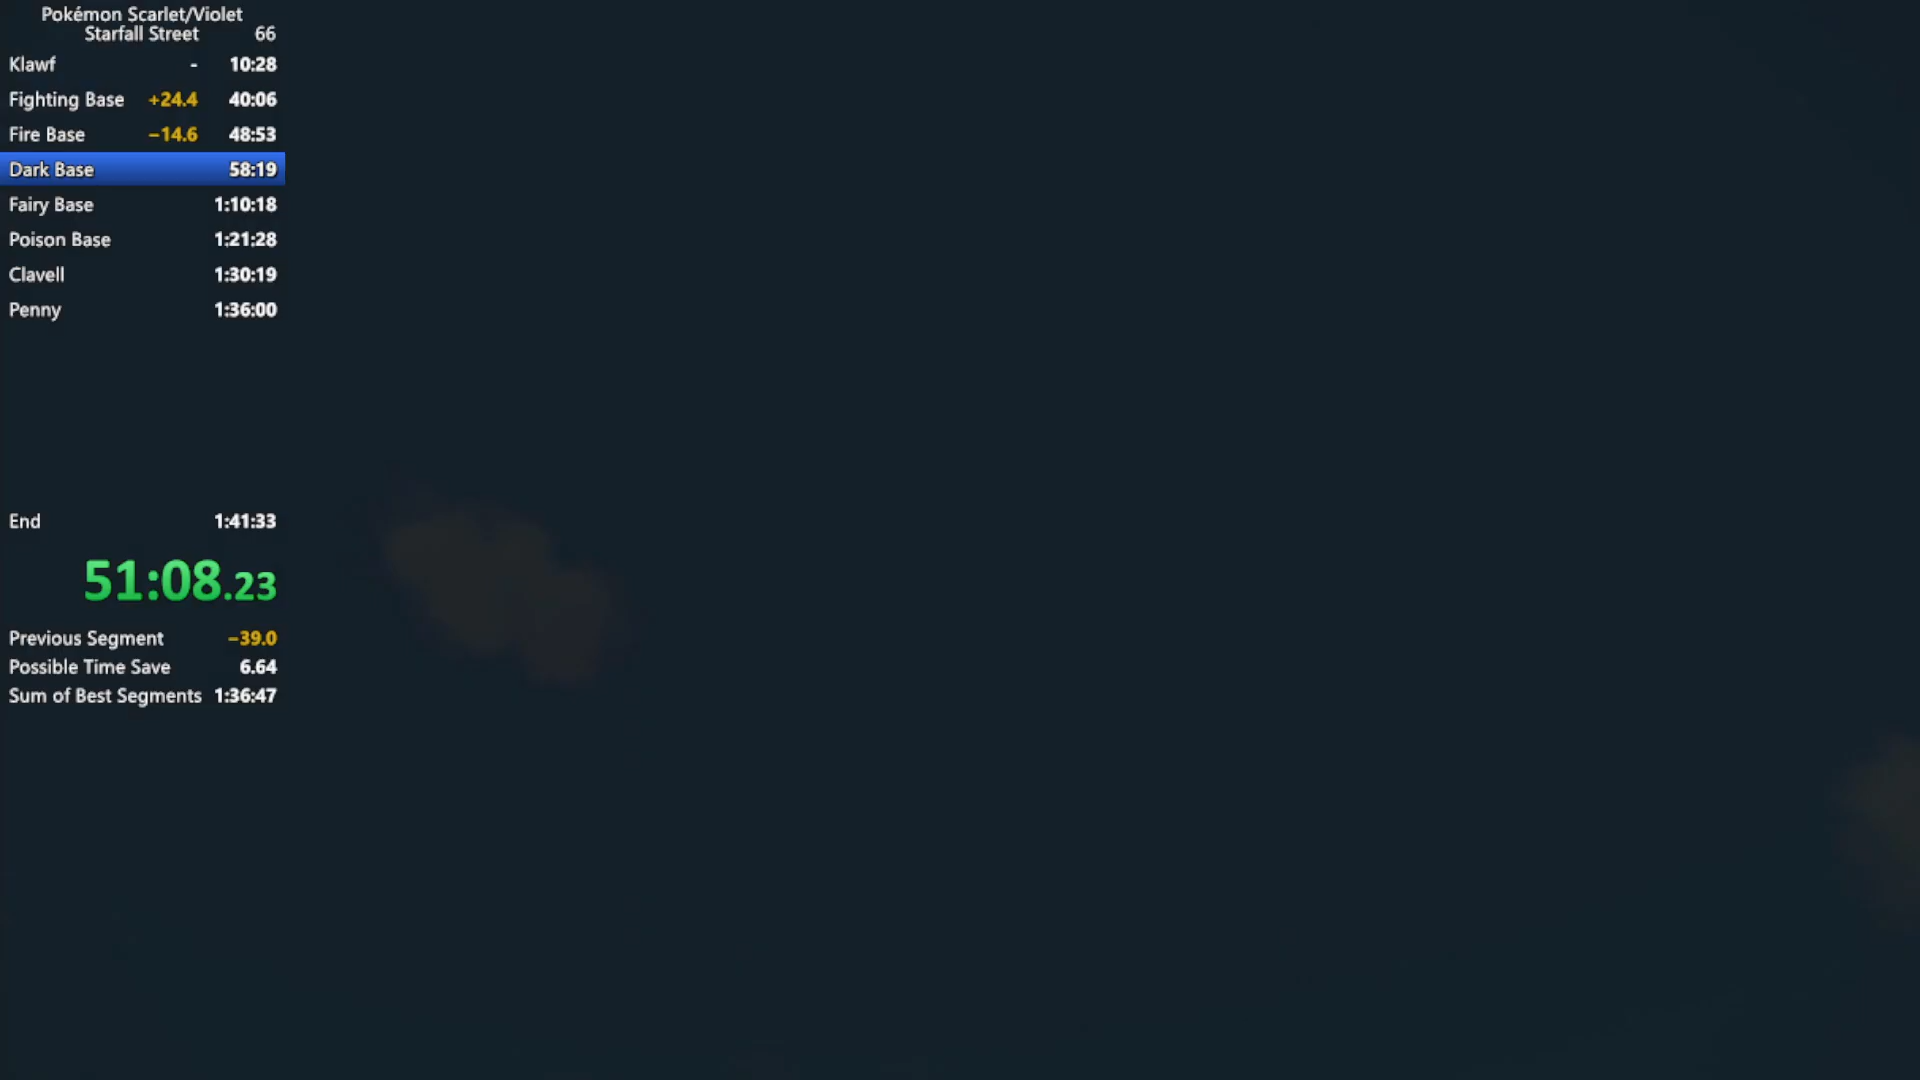 Pokémon Scarlet/Violet
Starfall Street 66
Klawf - 10:28
Fighting Base +24.4 40:06
Fire Base −14.6 48:53
Dark Base 58:19
Fairy Base 1:10:18
Poison Base 1:21:28
Clavell 1:30:19
Penny 1:36:00
End 1:41:33
51:08.23
Previous Segment −39.0
Possible Time Save 6.64
Sum of Best Segments 1:36:47